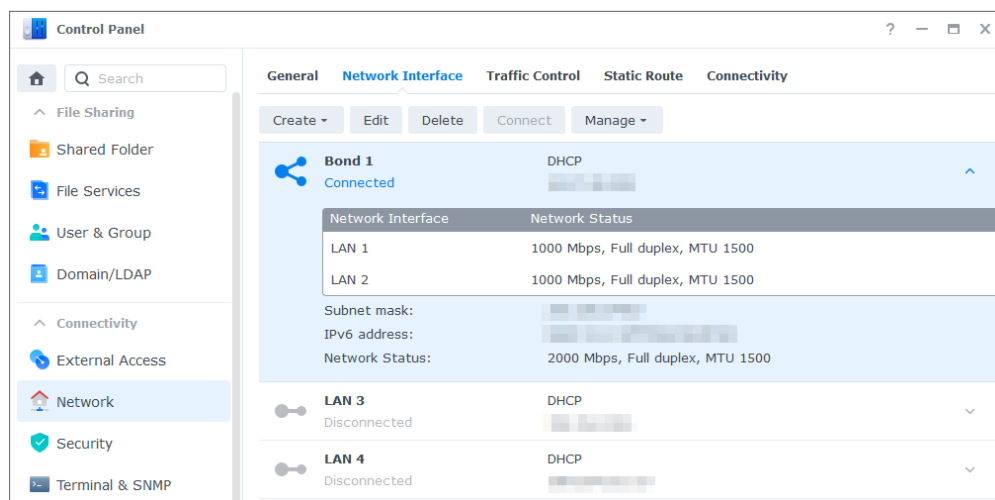 Control Panel
?
Search
File Sharing
Shared Folder
File Services
User & Group
Domain/LDAP
Connectivity
External Access
Network
Security
Terminal & SNMP
General Network Interface Traffic Control Static Route Connectivity
Create Edit Delete Connect Manage
Bond 1 DHCP
Connected
Network Interface Network Status
LAN 1 1000 Mbps, Full duplex, MTU 1500
LAN 2 1000 Mbps, Full duplex, MTU 1500
Subnet mask:
IPv6 address:
Network Status: 2000 Mbps, Full duplex, MTU 1500
LAN 3 DHCP
Disconnected
LAN 4 DHCP
Disconnected